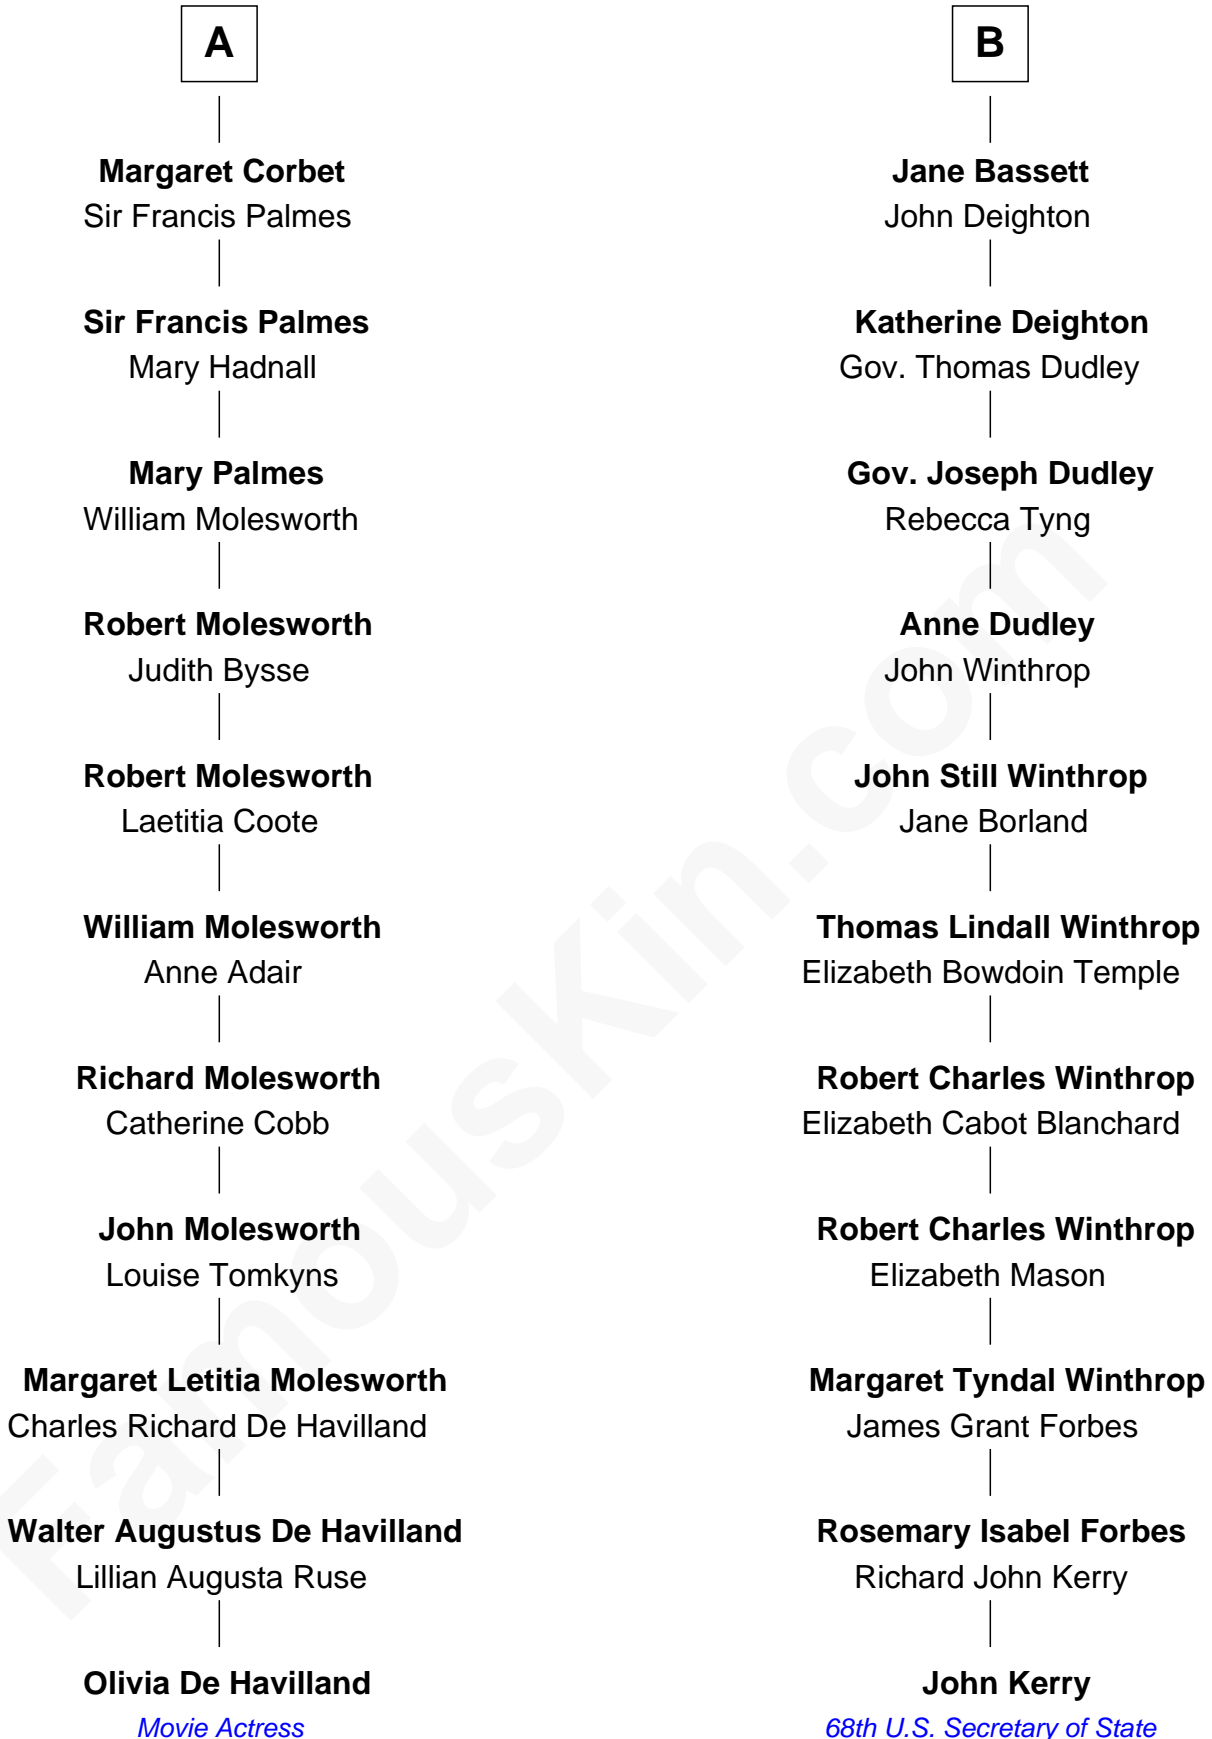 A
Margaret Corbet
Sir Francis Palmes
Sir Francis Palmes
Mary Hadnall
Mary Palmes
William Molesworth
Robert Molesworth
Judith Bysse
Robert Molesworth
Laetitia Coote
William Molesworth
Anne Adair
Richard Molesworth
Catherine Cobb
John Molesworth
Louise Tomkyns
Margaret Letitia Molesworth
Charles Richard De Havilland
Walter Augustus De Havilland
Lillian Augusta Ruse
Olivia De Havilland
Movie Actress
B
Jane Bassett
John Deighton
Katherine Deighton
Gov. Thomas Dudley
Gov. Joseph Dudley
Rebecca Tyng
Anne Dudley
John Winthrop
John Still Winthrop
Jane Borland
Thomas Lindall Winthrop
Elizabeth Bowdoin Temple
Robert Charles Winthrop
Elizabeth Cabot Blanchard
Robert Charles Winthrop
Elizabeth Mason
Margaret Tyndal Winthrop
James Grant Forbes
Rosemary Isabel Forbes
Richard John Kerry
John Kerry
68th U.S. Secretary of State
FamousKin.com